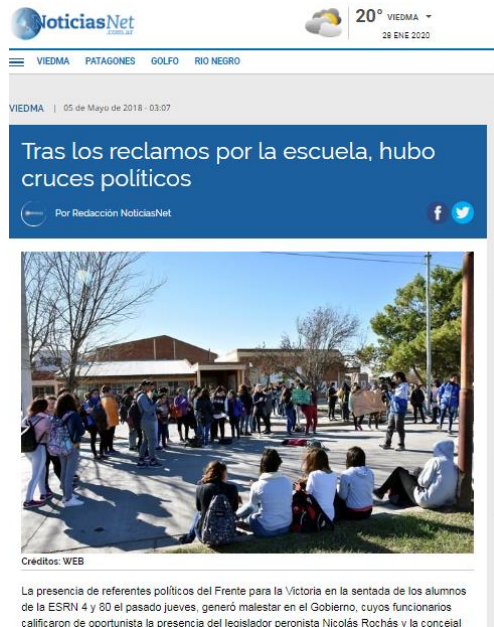 NoticiasNet
.com.ar
20° VIEDMA
28 ENE 2020
VIEDMA PATAGONES GOLFO RIO NEGRO
VIEDMA | 05 de Mayo de 2018 - 03:07
Tras los reclamos por la escuela, hubo
cruces políticos
Por Redacción NoticiasNet
Créditos: WEB
La presencia de referentes políticos del Frente para la Victoria en la sentada de los alumnos
de la ESRN 4 y 80 el pasado jueves, generó malestar en el Gobierno, cuyos funcionarios
calificaron de oportunista la presencia del legislador peronista Nicolás Rochás y la concejal